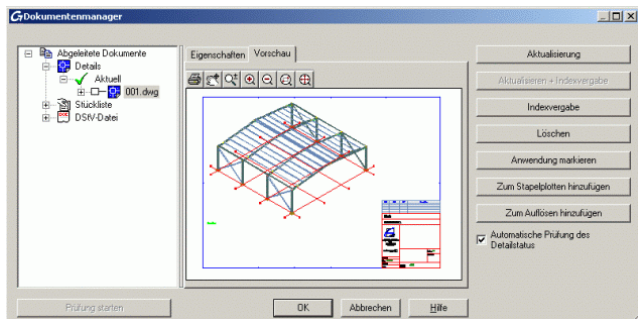 Dokumentenmanager
Abgeleitete Dokumente
Details
Aktuell
001.dwg
Stückliste
DStV-Datei
Eigenschaften
Vorschau
Aktualisierung
Aktualisieren + Indexvergabe
Indexvergabe
Löschen
Anwendung markieren
Zum Stapelplotten hinzufügen
Zum Auflösen hinzufügen
Automatische Prüfung des
Detailstatus
Prüfung starten
OK
Abbrechen
Hilfe